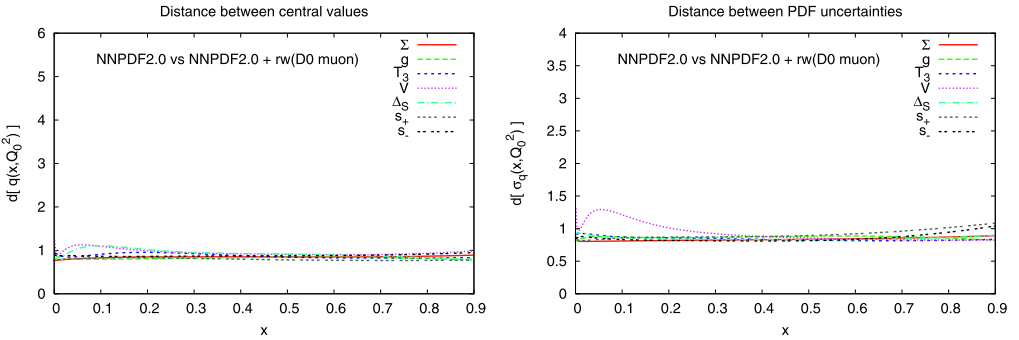 Distance between central values
NNPDF2.0 vs NNPDF2.0 + rw(D0 muon)
Σ
g
T3
V
ΔS
s+
s-
6
5
4
3
2
1
0
d[ q(x,Q0^2) ]
0 0.1 0.2 0.3 0.4 0.5 0.6 0.7 0.8 0.9
x
Distance between PDF uncertainties
NNPDF2.0 vs NNPDF2.0 + rw(D0 muon)
Σ
g
T3
V
ΔS
s+
s-
4
3.5
3
2.5
2
1.5
1
0.5
0
d[ σq(x,Q0^2) ]
0 0.1 0.2 0.3 0.4 0.5 0.6 0.7 0.8 0.9
x